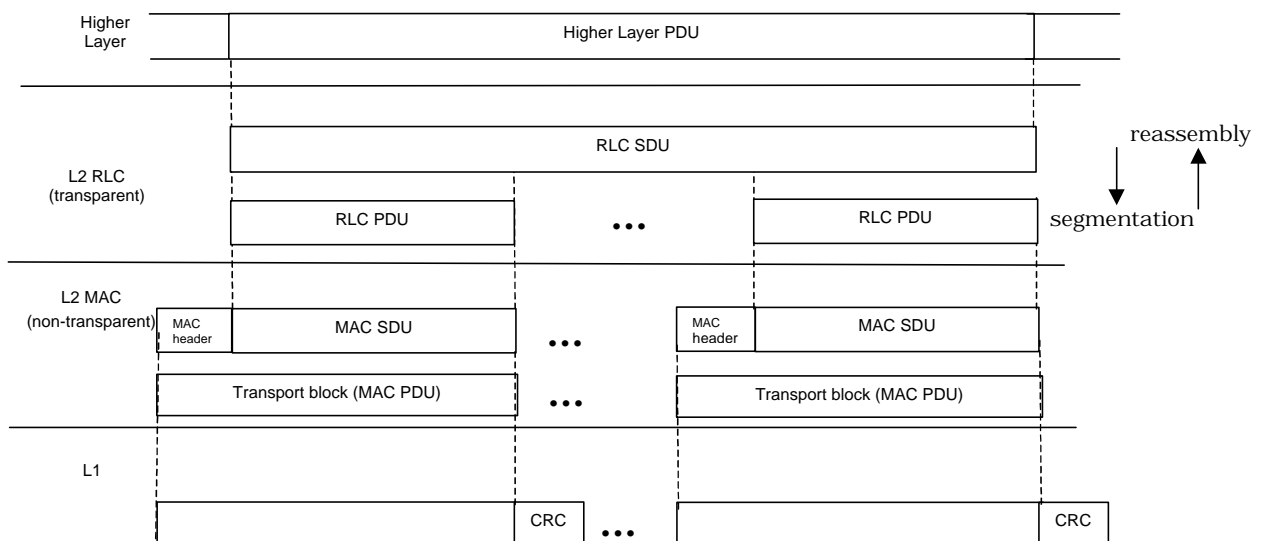 Higher
Layer
Higher Layer PDU
RLC SDU
reassembly
L2 RLC
(transparent)
RLC PDU
•••
RLC PDU
segmentation
L2 MAC
(non-transparent)
MAC
header
MAC SDU
•••
MAC
header
MAC SDU
Transport block (MAC PDU)
•••
Transport block (MAC PDU)
L1
CRC
•••
CRC